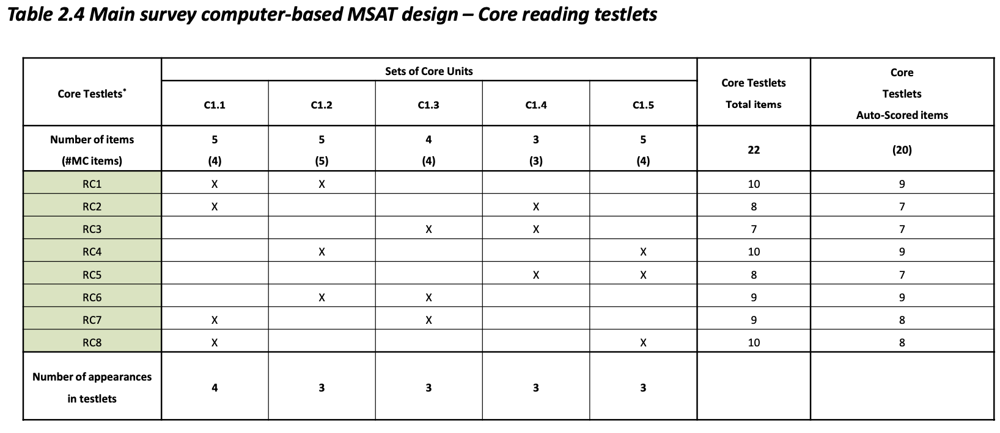 Table 2.4 Main survey computer-based MSAT design – Core reading testlets
Core Testlets*
Sets of Core Units
Core Testlets
Total items
Core
Testlets
Auto-Scored items
C1.1 C1.2 C1.3 C1.4 C1.5
Number of items
(#MC items)
5 5 4 3 5
(4) (5) (4) (3) (4)
22 (20)
RC1 X X 10 9
RC2 X X 8 7
RC3 X X 7 7
RC4 X X 10 9
RC5 X X 8 7
RC6 X X 9 9
RC7 X X 9 8
RC8 X X 10 8
Number of appearances
in testlets
4 3 3 3 3